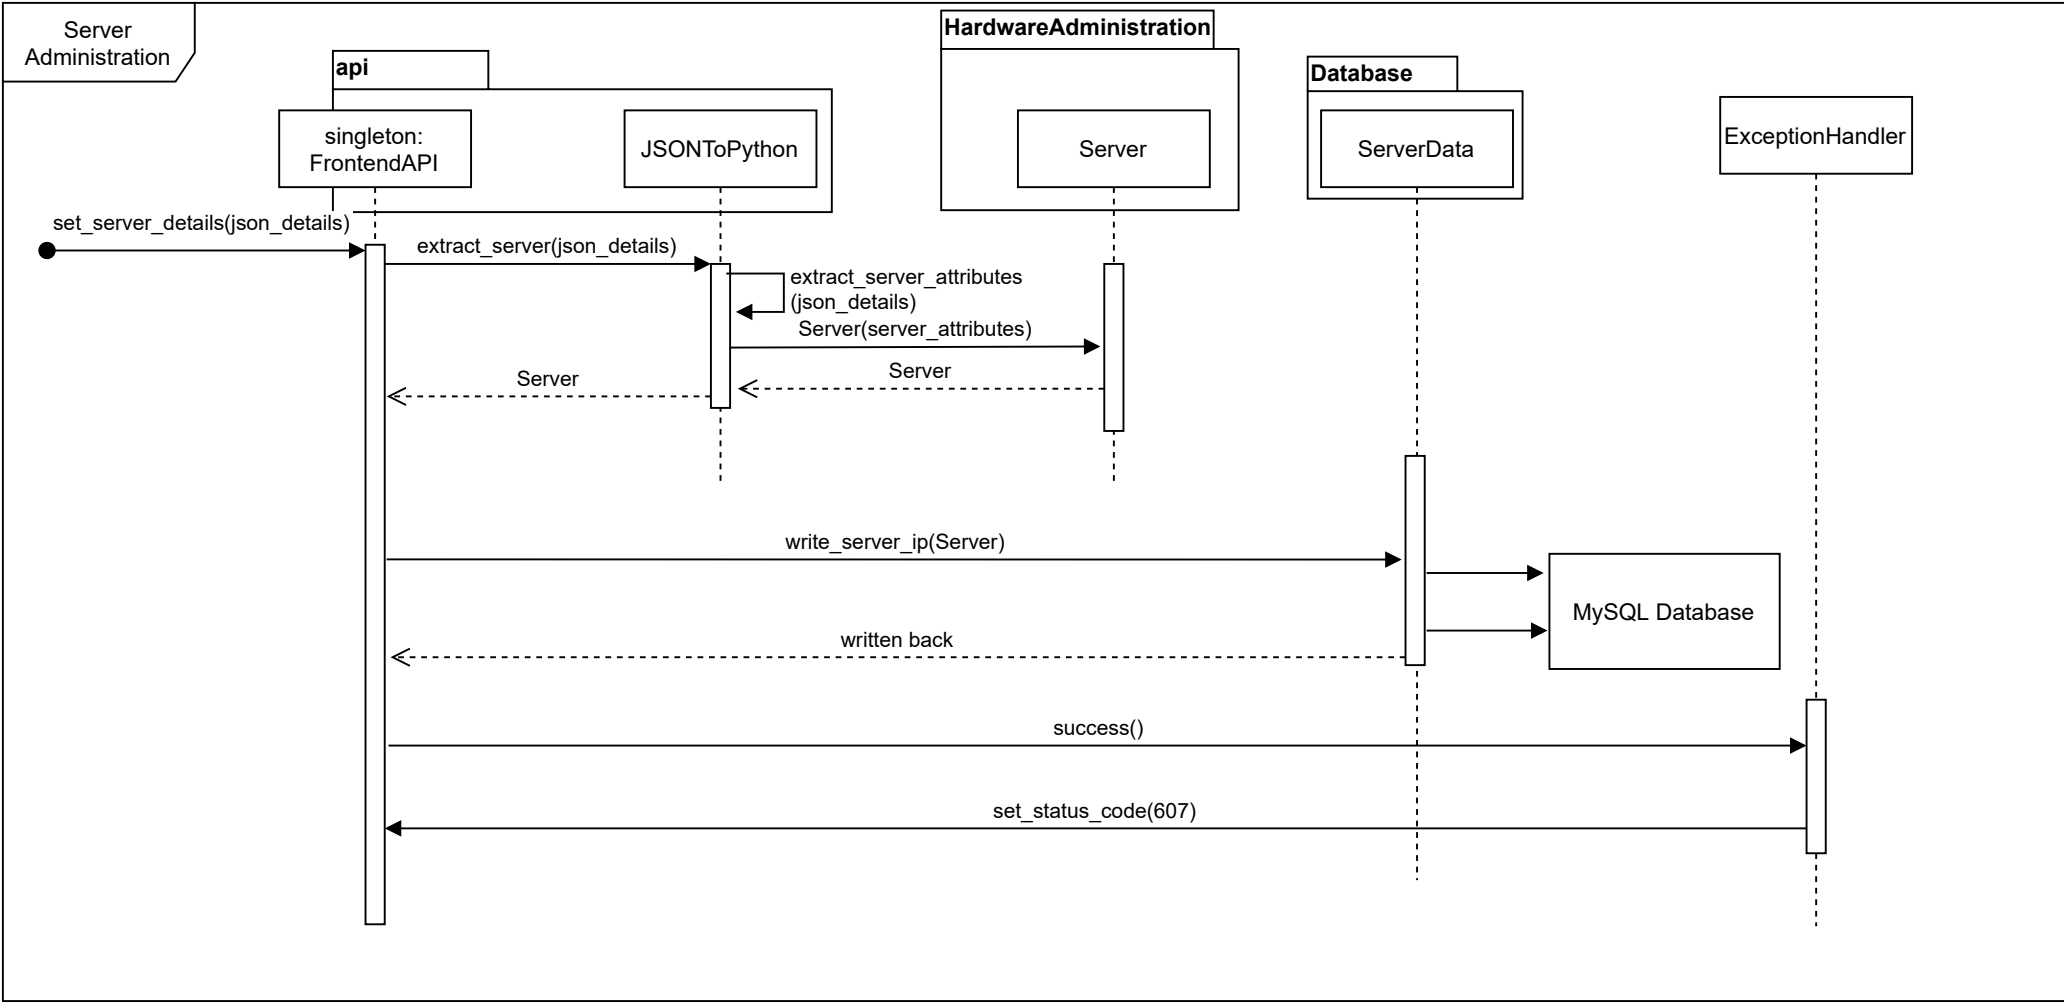 Server
Administration
api
HardwareAdministration
Database
singleton:
FrontendAPI
JSONToPython
Server
ServerData
ExceptionHandler
set_server_details(json_details)
extract_server(json_details)
extract_server_attributes
(json_details)
Server(server_attributes)
Server
Server
write_server_ip(Server)
MySQL Database
written back
success()
set_status_code(607)